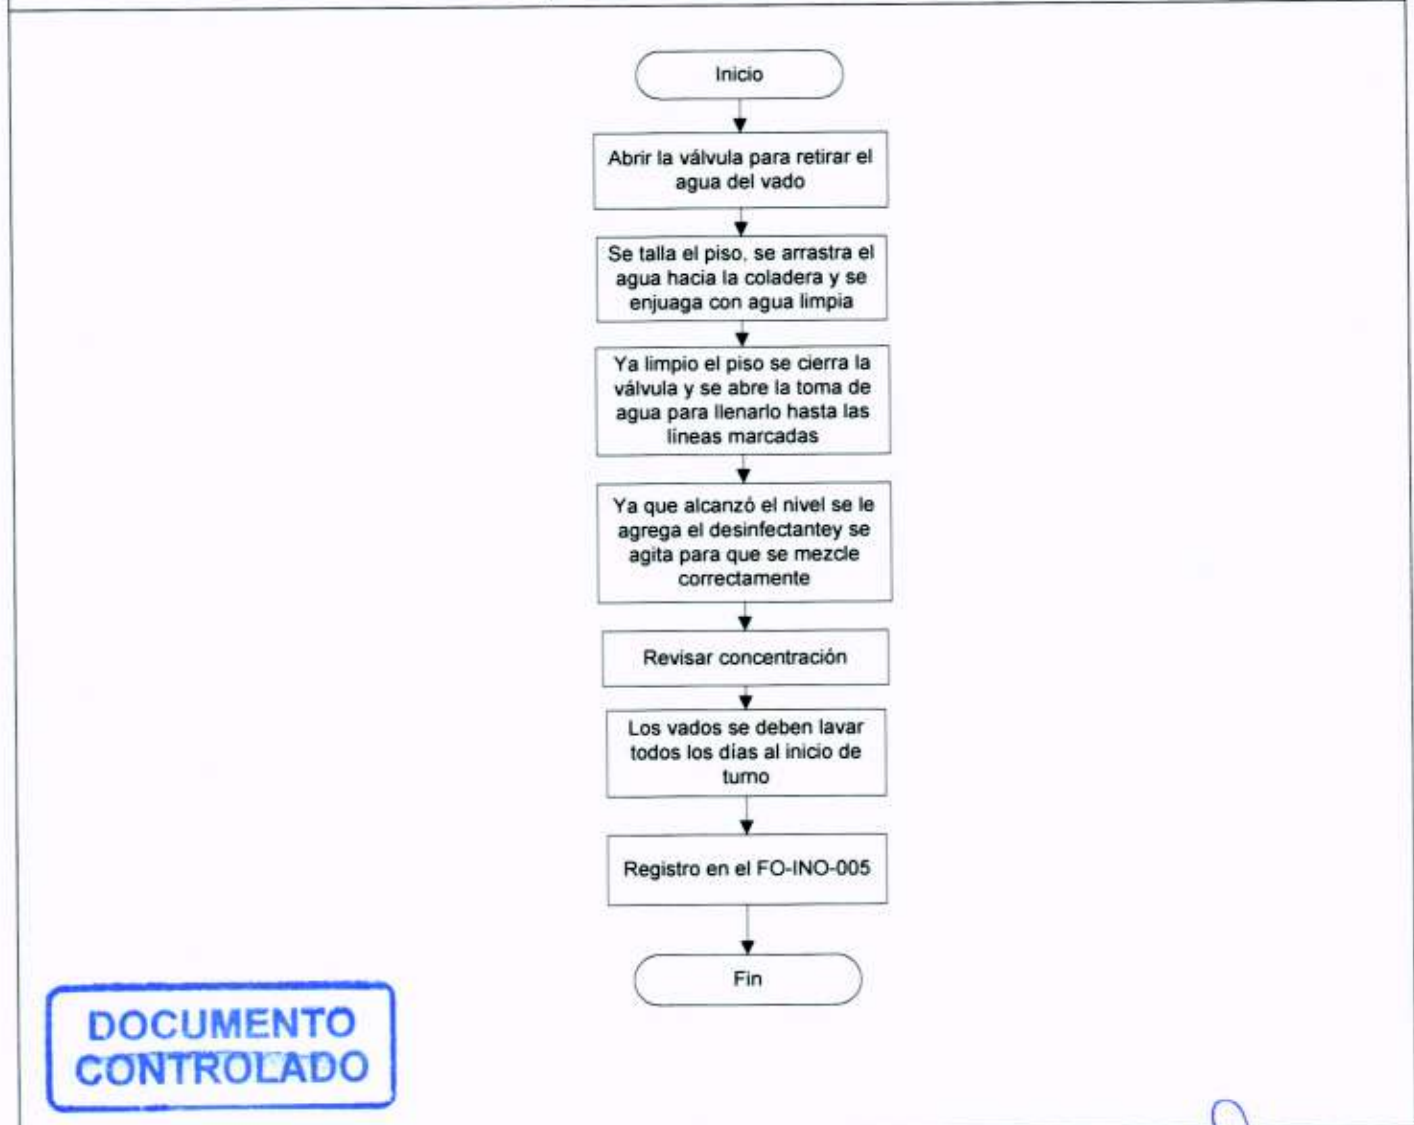 Inicio
Abrir la válvula para retirar el
agua del vado
Se talla el piso, se arrastra el
agua hacia la coladera y se
enjuaga con agua limpia
Ya limpio el piso se cierra la
válvula y se abre la toma de
agua para llenarlo hasta las
líneas marcadas
Ya que alcanzó el nivel se le
agrega el desinfectantey se
agita para que se mezcle
correctamente
Revisar concentración
Los vados se deben lavar
todos los días al inicio de
turno
Registro en el FO-INO-005
Fin
DOCUMENTO
CONTROLADO